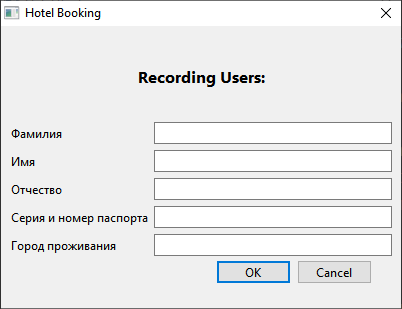 Hotel Booking
Recording Users:
Фамилия
Имя
Отчество
Серия и номер паспорта
Город проживания
OK Cancel